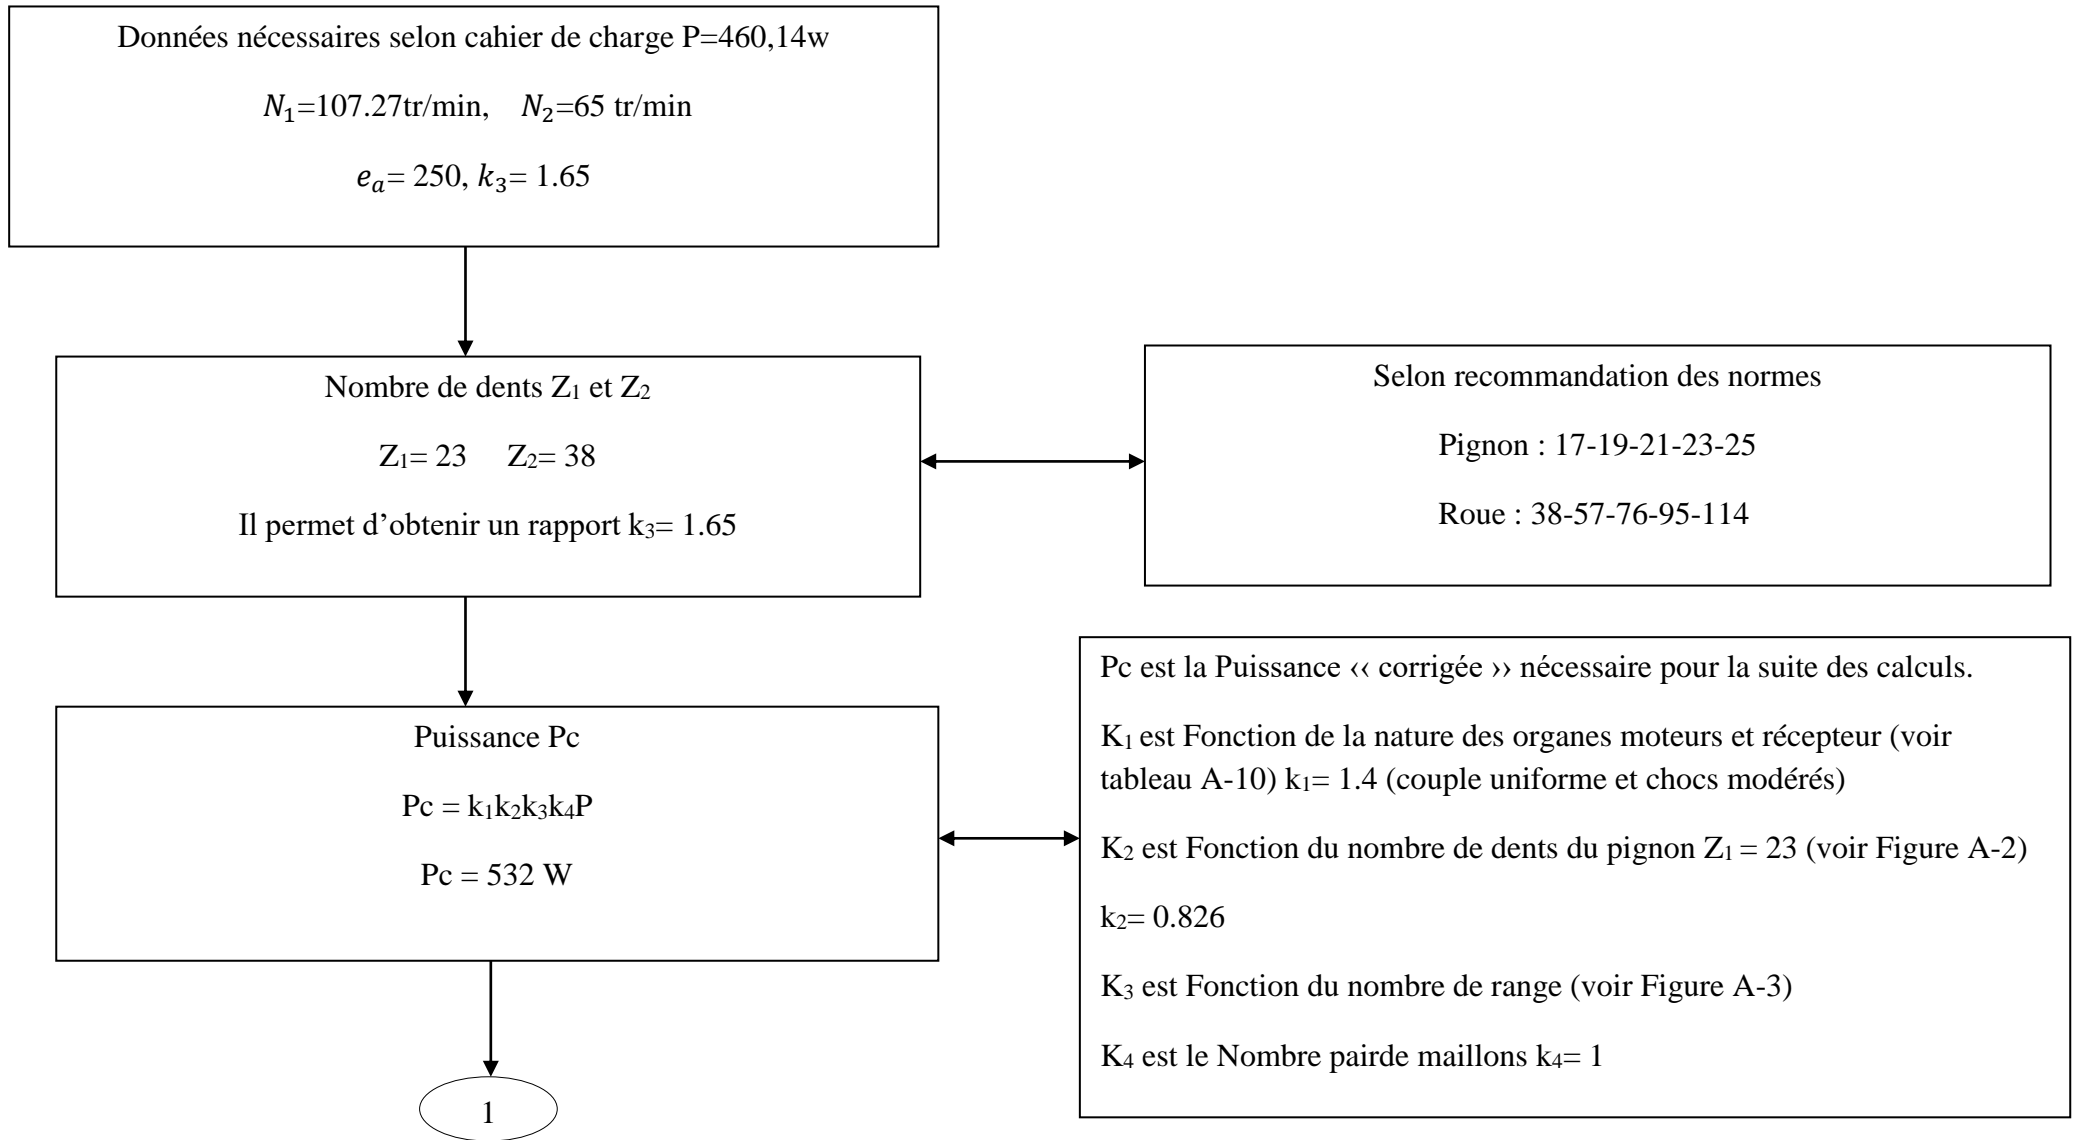 Données nécessaires selon cahier de charge P=460,14w
N₁=107.27tr/min, N₂=65 tr/min
eₐ= 250, k₃= 1.65
Nombre de dents Z₁ et Z₂
Z₁= 23 Z₂= 38
Il permet d’obtenir un rapport k₃= 1.65
Selon recommandation des normes
Pignon : 17-19-21-23-25
Roue : 38-57-76-95-114
Puissance Pc
Pc = k₁k₂k₃k₄P
Pc = 532 W
Pc est la Puissance ‹‹ corrigée ›› nécessaire pour la suite des calculs.
K₁ est Fonction de la nature des organes moteurs et récepteur (voir
tableau A-10) k₁= 1.4 (couple uniforme et chocs modérés)
K₂ est Fonction du nombre de dents du pignon Z₁ = 23 (voir Figure A-2)
k₂= 0.826
K₃ est Fonction du nombre de range (voir Figure A-3)
K₄ est le Nombre pairde maillons k₄= 1
1